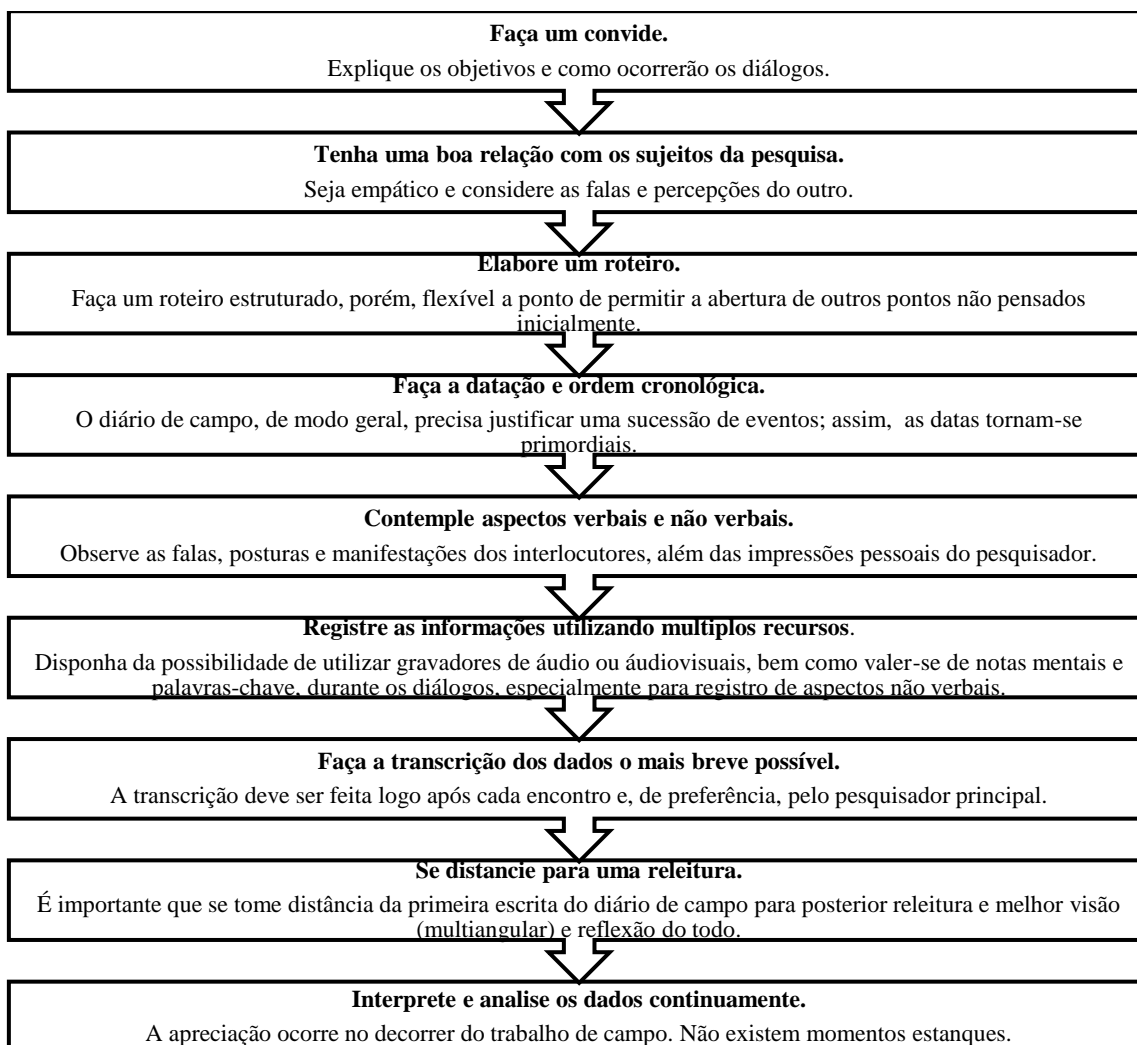 Faça um convide.
Explique os objetivos e como ocorrerão os diálogos.
Tenha uma boa relação com os sujeitos da pesquisa.
Seja empático e considere as falas e percepções do outro.
Elabore um roteiro.
Faça um roteiro estruturado, porém, flexível a ponto de permitir a abertura de outros pontos não pensados
inicialmente.
Faça a datação e ordem cronológica.
O diário de campo, de modo geral, precisa justificar uma sucessão de eventos; assim,  as datas tornam-se
primordiais.
Contemple aspectos verbais e não verbais.
Observe as falas, posturas e manifestações dos interlocutores, além das impressões pessoais do pesquisador.
Registre as informações utilizando multiplos recursos.
Disponha da possibilidade de utilizar gravadores de áudio ou áudiovisuais, bem como valer-se de notas mentais e
palavras-chave, durante os diálogos, especialmente para registro de aspectos não verbais.
Faça a transcrição dos dados o mais breve possível.
A transcrição deve ser feita logo após cada encontro e, de preferência, pelo pesquisador principal.
Se distancie para uma releitura.
É importante que se tome distância da primeira escrita do diário de campo para posterior releitura e melhor visão
(multiangular) e reflexão do todo.
Interprete e analise os dados continuamente.
A apreciação ocorre no decorrer do trabalho de campo. Não existem momentos estanques.